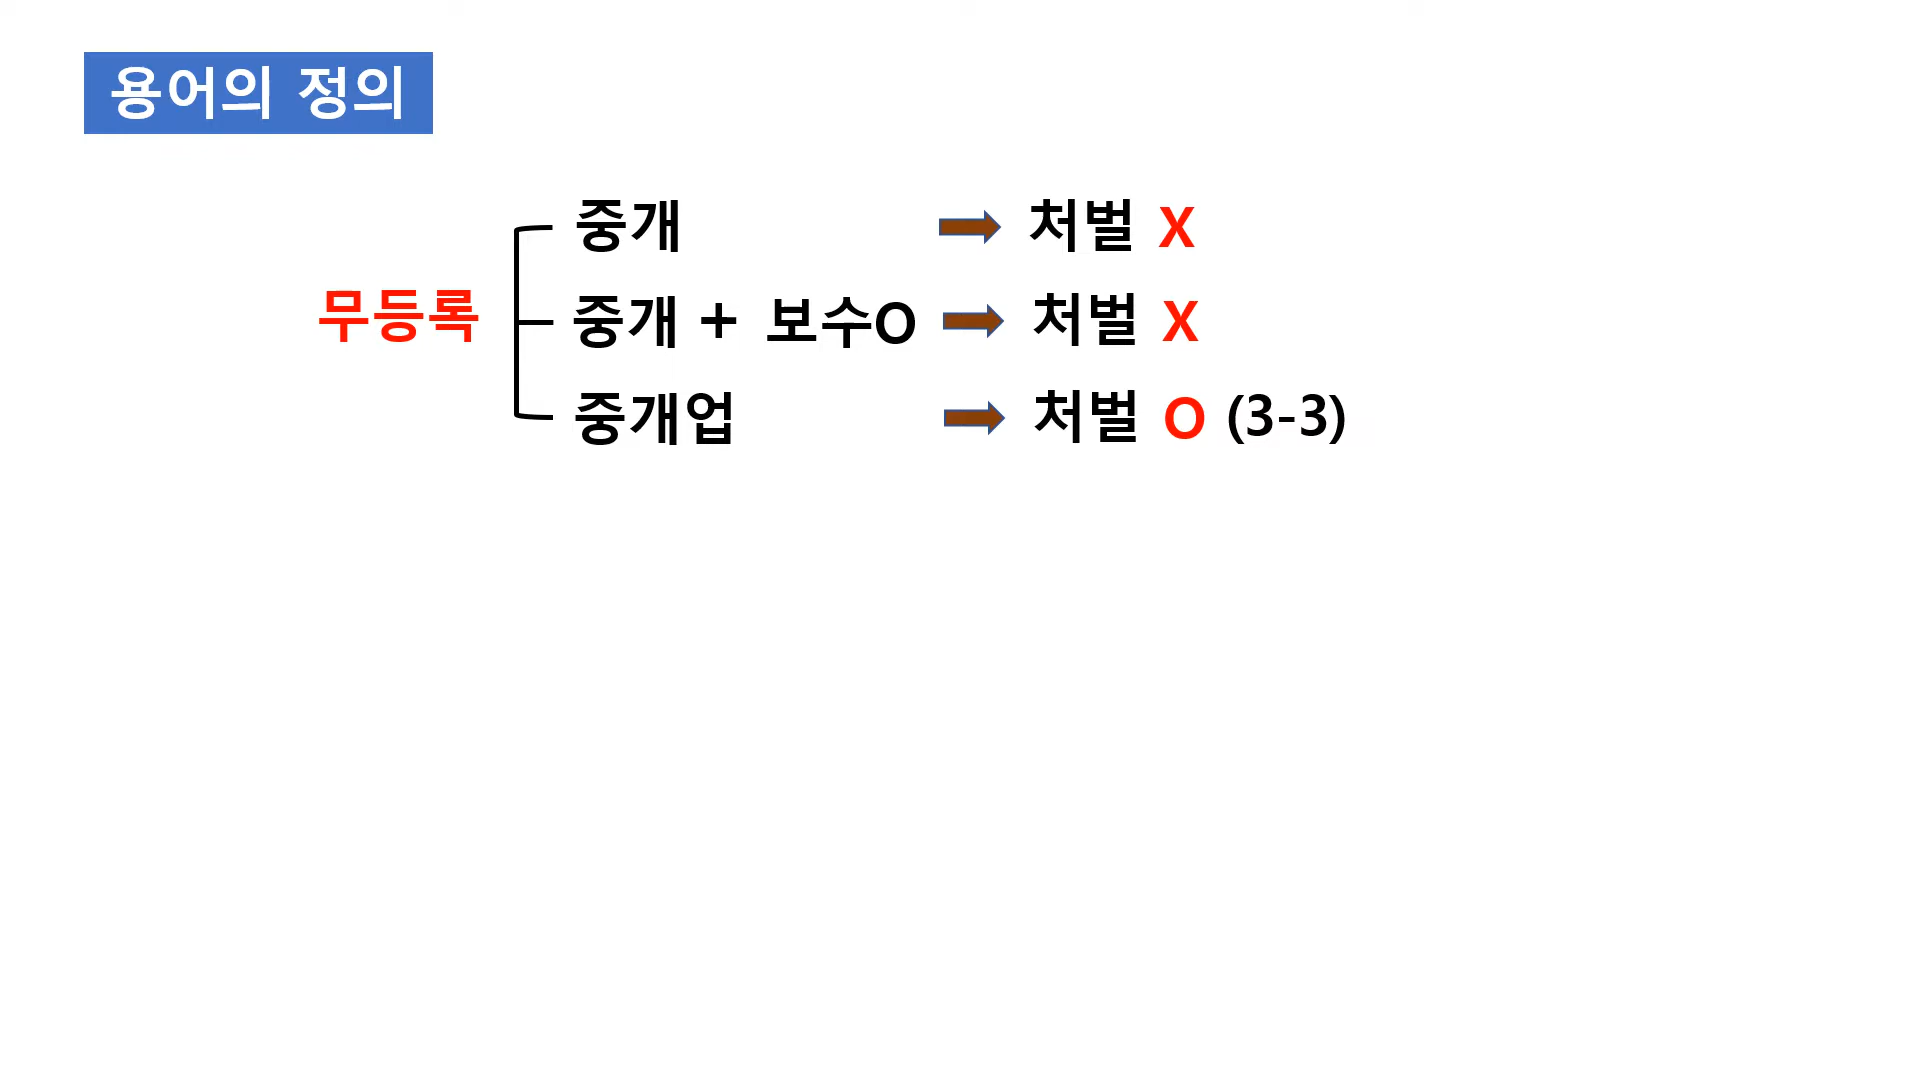 용어의 정의
중개 처벌 X
무등록 중개 + 보수O 처벌 X
중개업 처벌 O (3-3)